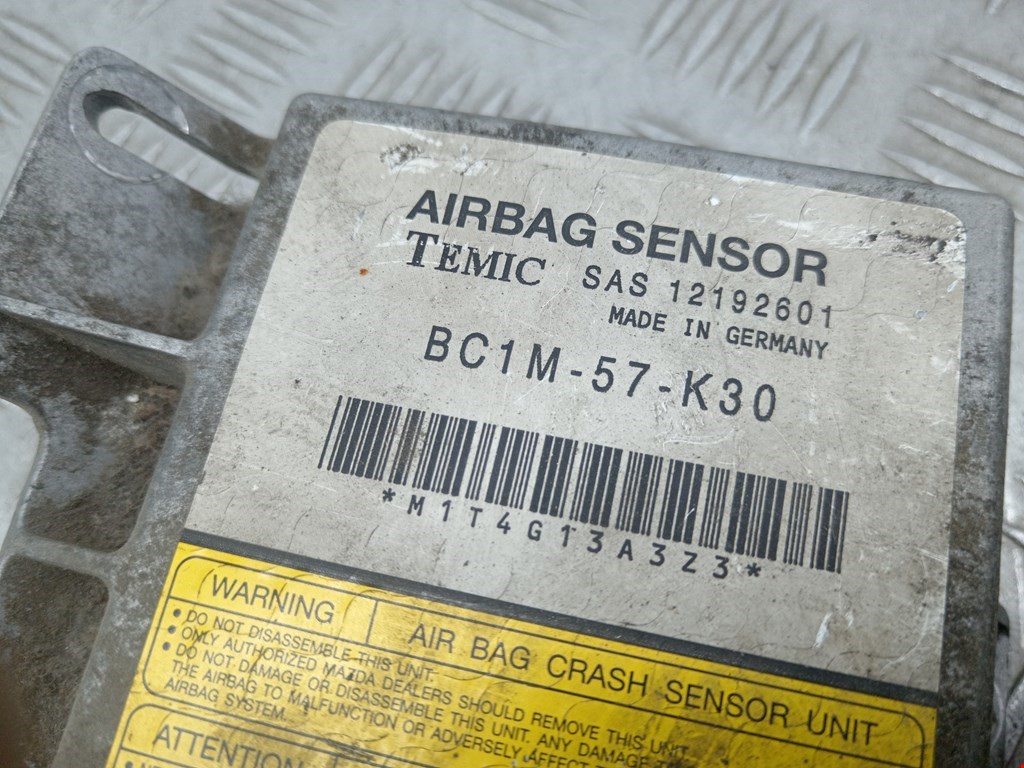 AIRBAG SENSOR
TEMIC SAS 12192601
MADE IN GERMANY
BC1M-57-K30
*M1T4G13A3Z3*
WARNING AIR BAG CRASH SENSOR UNIT
• DO NOT DISASSEMBLE THIS UNIT.
• ONLY AUTHORIZED MAZDA DEALERS SHOULD REMOVE THIS UNIT
• DO NOT DAMAGE OR DISASSEMBLE THIS UNIT. ANY DAMAGE
THE AIRBAG TO MALFUNCTION OR ADVERSELY AFFECT
AIRBAG SYSTEM.
ATTENTION